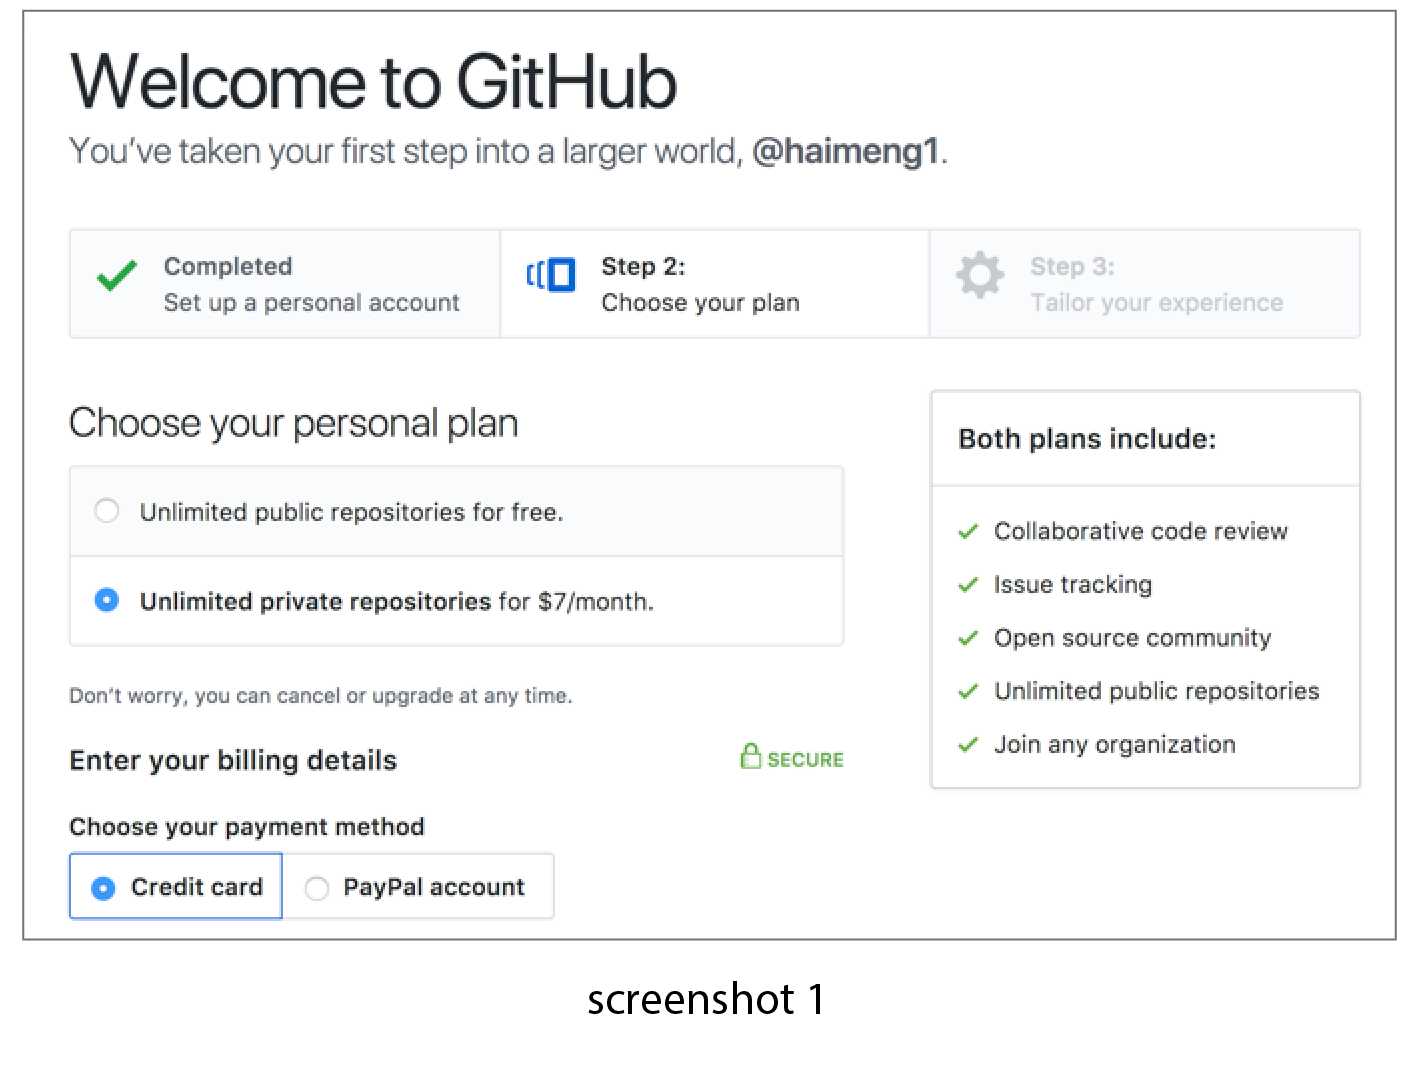 Welcome to GitHub
You've taken your first step into a larger world, @haimeng1.
Completed
Set up a personal account
Step 2:
Choose your plan
Step 3:
Tailor your experience
Choose your personal plan
Unlimited public repositories for free.
Unlimited private repositories for $7/month.
Don't worry, you can cancel or upgrade at any time.
Enter your billing details
SECURE
Choose your payment method
Credit card
PayPal account
Both plans include:
Collaborative code review
Issue tracking
Open source community
Unlimited public repositories
Join any organization
screenshot 1